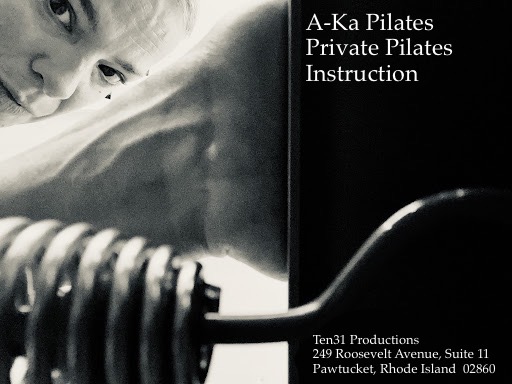 A-Ka Pilates
Private Pilates
Instruction
Ten31 Productions
249 Roosevelt Avenue, Suite 11
Pawtucket, Rhode Island  02860